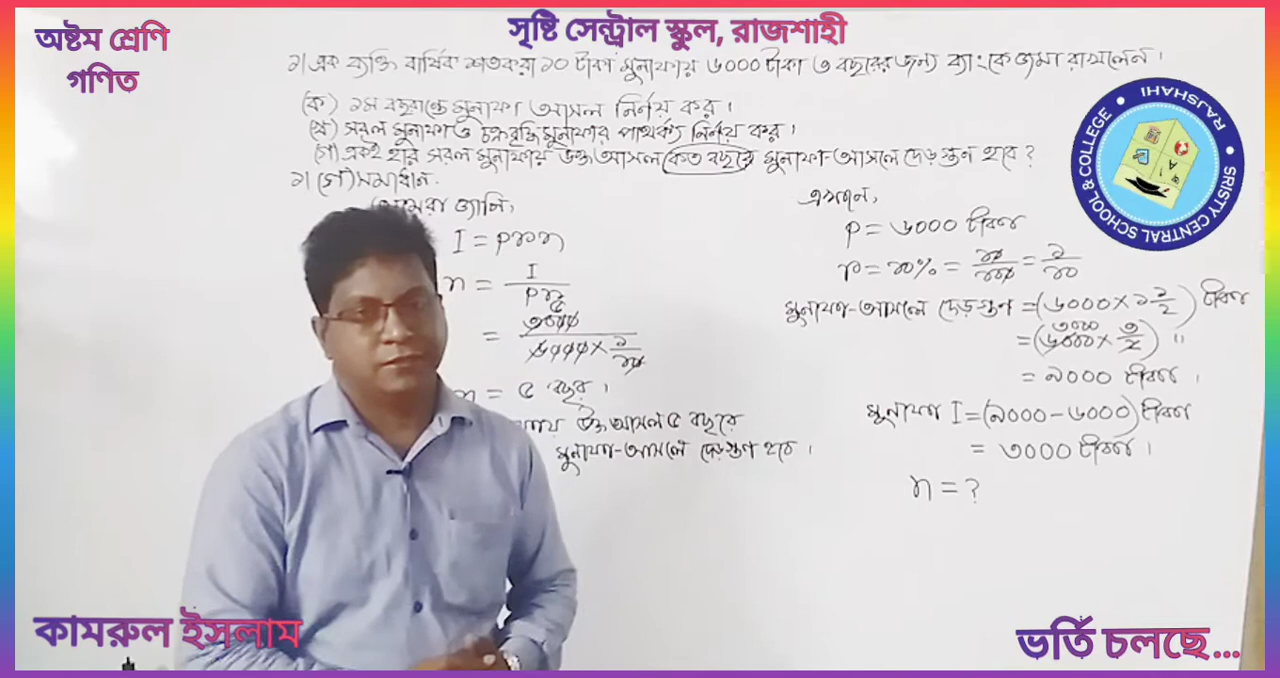 অষ্টম শ্রেণি
গণিত
সৃষ্টি সেন্ট্রাল স্কুল, রাজশাহী
১। এক ব্যক্তি বার্ষিক শতকরা ১০ টাকা মুনাফায় ৬০০০ টাকা ৩ বছরের জন্য ব্যাংকে জমা রাখলেন।
(ক) ১ম বছরান্তে মুনাফা আসল নির্ণয় কর।
(খ) সরল মুনাফা ও চক্রবৃদ্ধি মুনাফার পার্থক্য নির্ণয় কর।
(গ) একই হার সরল মুনাফায় উক্ত আসল কত বছরে মুনাফা-আসলে দেড়গুণ হবে?
১। (গ) সমাধান:
আমরা জানি,
I = Prn
n = I / Pr
= ৩০০০ / ৬০০০ × ১/১০
n = ৫ বছর।
উক্ত আসল ৫ বছরে
মুনাফা-আসলে দেড়গুণ হবে।
এখানে,
P = ৬০০০ টাকা
r = ১০% = ১০/১০০ = ১/১০
মুনাফা-আসলে দেড়গুণ = (৬০০০ × ১ ১/২) টাকা
৩০০০
= (৬০০০ × ৩/২) "
= ৯০০০ টাকা।
মুনাফা I = (৯০০০ - ৬০০০) টাকা
= ৩০০০ টাকা।
n = ?
SRISTY CENTRAL SCHOOL & COLLEGE
RAJSHAHI
কামরুল ইসলাম
ভর্তি চলছে...